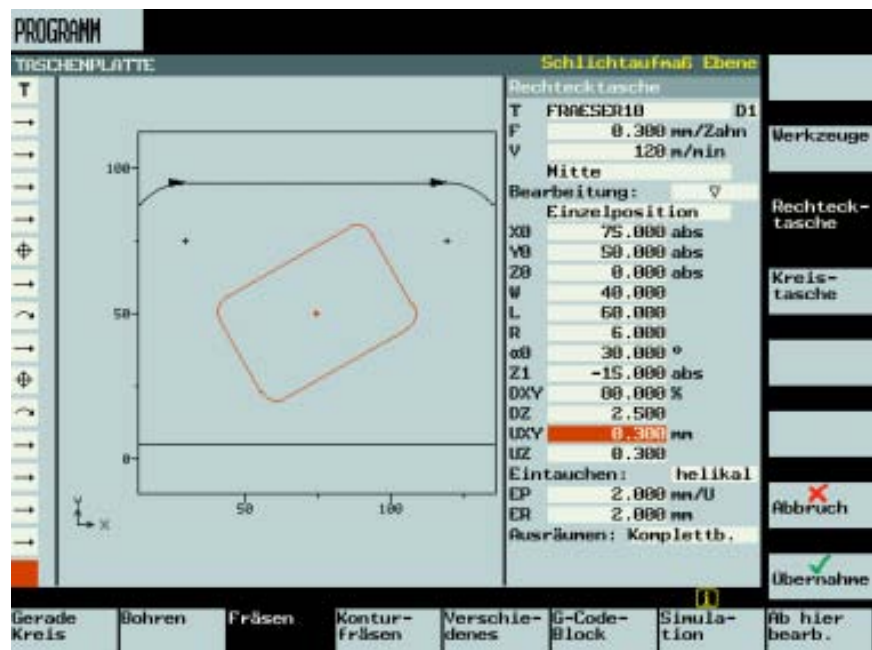 PROGRAMM
TASCHENPLATTE
Schlichtaufmaß Ebene
Rechtecktasche
T FRAESER10 D1
F 0.300 mm/Zahn
V 120 m/min
Mitte
Bearbeitung: ▽
Einzelposition
X0 75.000 abs
Y0 50.000 abs
Z0 0.000 abs
W 40.000
L 60.000
R 6.000
α0 30.000 °
Z1 -15.000 abs
DXY 80.000 %
DZ 2.500
UXY 0.300 mm
UZ 0.300
Eintauchen: helikal
EP 2.000 mm/U
ER 2.000 mm
Ausräumen: Komplettb.
T
100
50
0
50
100
Y
X
Werkzeuge
Rechteck-
tasche
Kreis-
tasche
Abbruch
Übernahme
i
Gerade
Kreis
Bohren
Fräsen
Kontur-
fräsen
Verschie-
denes
G-Code-
Block
Simula-
tion
Ab hier
bearb.